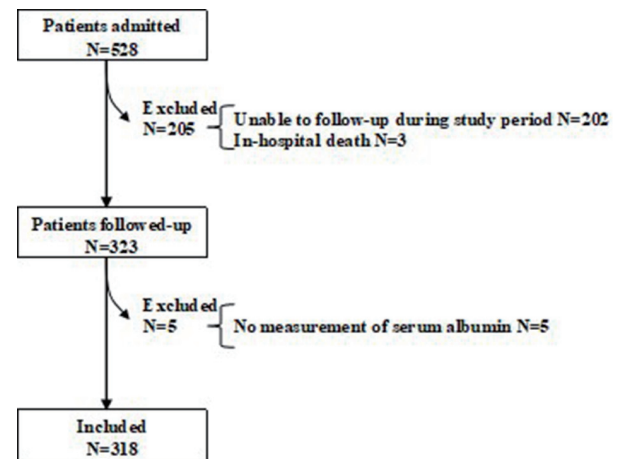 Patients admitted
N=528
Excluded
N=205
Unable to follow-up during study period N=202
In-hospital death N=3
Patients followed-up
N=323
Excluded
N=5
No measurement of serum albumin N=5
Included
N=318